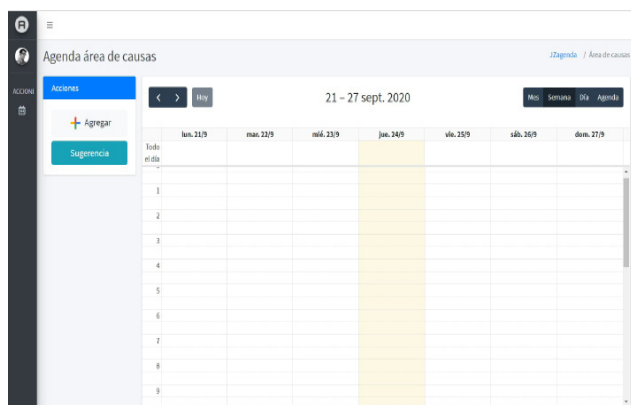 Agenda área de causas
JZagenda / Área de causas
ACCIONI
Acciones
Agregar
Sugerencia
Hoy
21 – 27 sept. 2020
Mes Semana Día Agenda
lun. 21/9 mar. 22/9 mié. 23/9 jue. 24/9 vie. 25/9 sáb. 26/9 dom. 27/9
Todo
el día
1
2
3
4
5
6
7
8
9